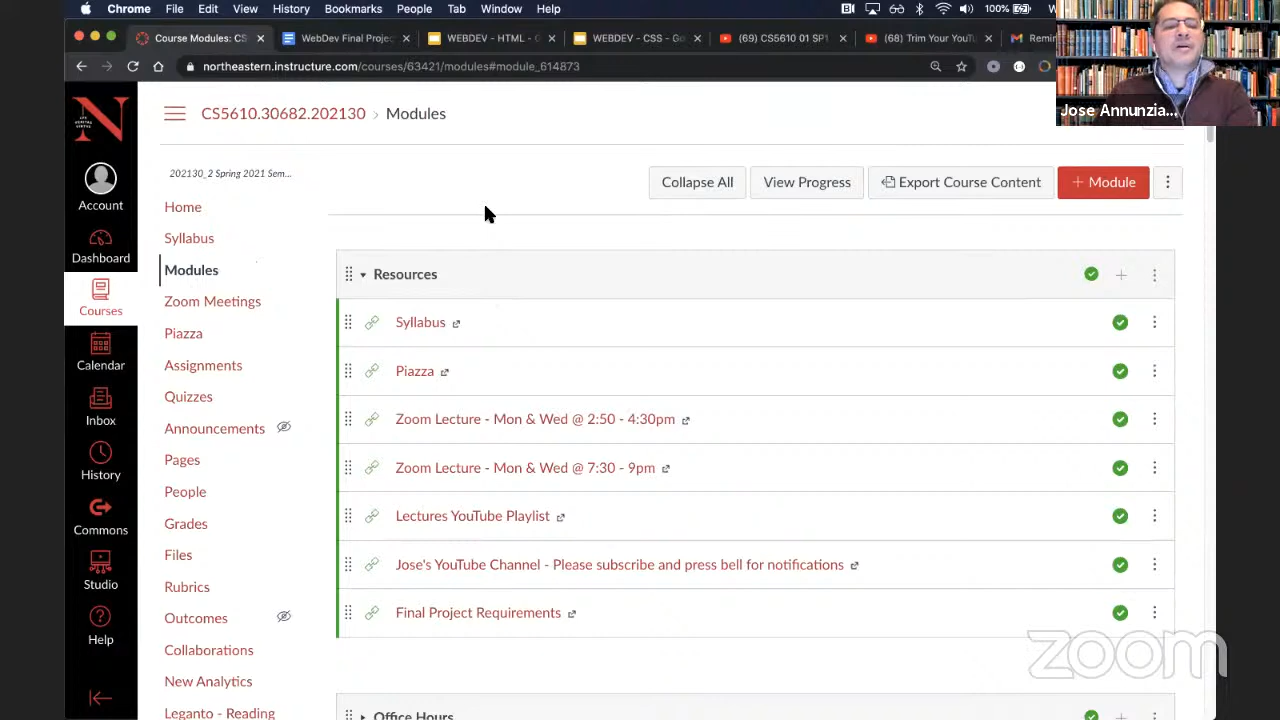 Chrome File Edit View History Bookmarks People Tab Window Help 100%
Course Modules: CS
WebDev Fin
WEBDEV - HTML - G
WEBDEV - CSS - Go
(69) CS5610 01 SP
(68) Trim Your YouTu
northeastern.instructure.com/courses/63421/modules#module_614873
Jose Annunzia...
CS5610.30682.202130 › Modules
202130_2 Spring 2021 Sem...
Collapse All
View Progress
Export Course Content
+ Module
Account
Dashboard
Courses
Calendar
Inbox
History
Commons
Studio
Help
Home
Syllabus
Modules
Zoom Meetings
Piazza
Assignments
Quizzes
Announcements
Pages
People
Grades
Files
Rubrics
Outcomes
Collaborations
New Analytics
Leganto - Reading
Resources
Syllabus
Piazza
Zoom Lecture - Mon & Wed @ 2:50 - 4:30pm
Zoom Lecture - Mon & Wed @ 7:30 - 9pm
Lectures YouTube Playlist
Jose's YouTube Channel - Please subscribe and press bell for notifications
Final Project Requirements
Office Hours
zoom